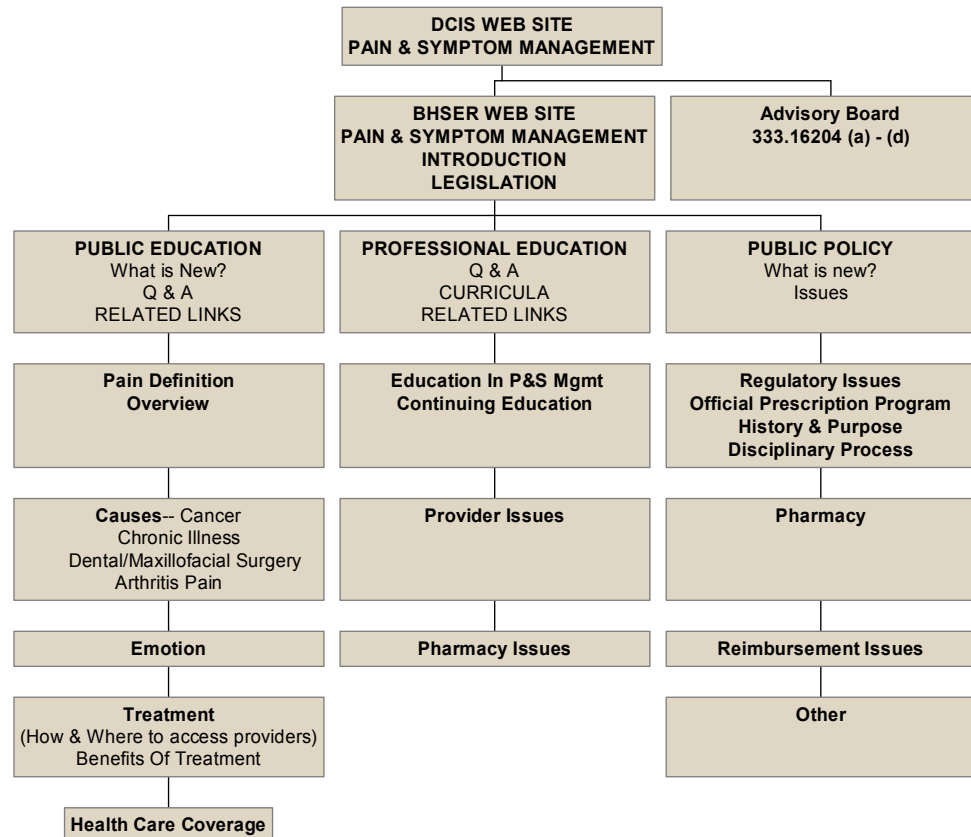 DCIS WEB SITE
PAIN & SYMPTOM MANAGEMENT
BHSER WEB SITE
PAIN & SYMPTOM MANAGEMENT
INTRODUCTION
LEGISLATION
Advisory Board
333.16204 (a) - (d)
PUBLIC EDUCATION
What is New?
Q & A
RELATED LINKS
Pain Definition
Overview
Causes-- Cancer
Chronic Illness
Dental/Maxillofacial Surgery
Arthritis Pain
Emotion
Treatment
(How & Where to access providers)
Benefits Of Treatment
Health Care Coverage
PROFESSIONAL EDUCATION
Q & A
CURRICULA
RELATED LINKS
Education In P&S Mgmt
Continuing Education
Provider Issues
Pharmacy Issues
PUBLIC POLICY
What is new?
Issues
Regulatory Issues
Official Prescription Program
History & Purpose
Disciplinary Process
Pharmacy
Reimbursement Issues
Other